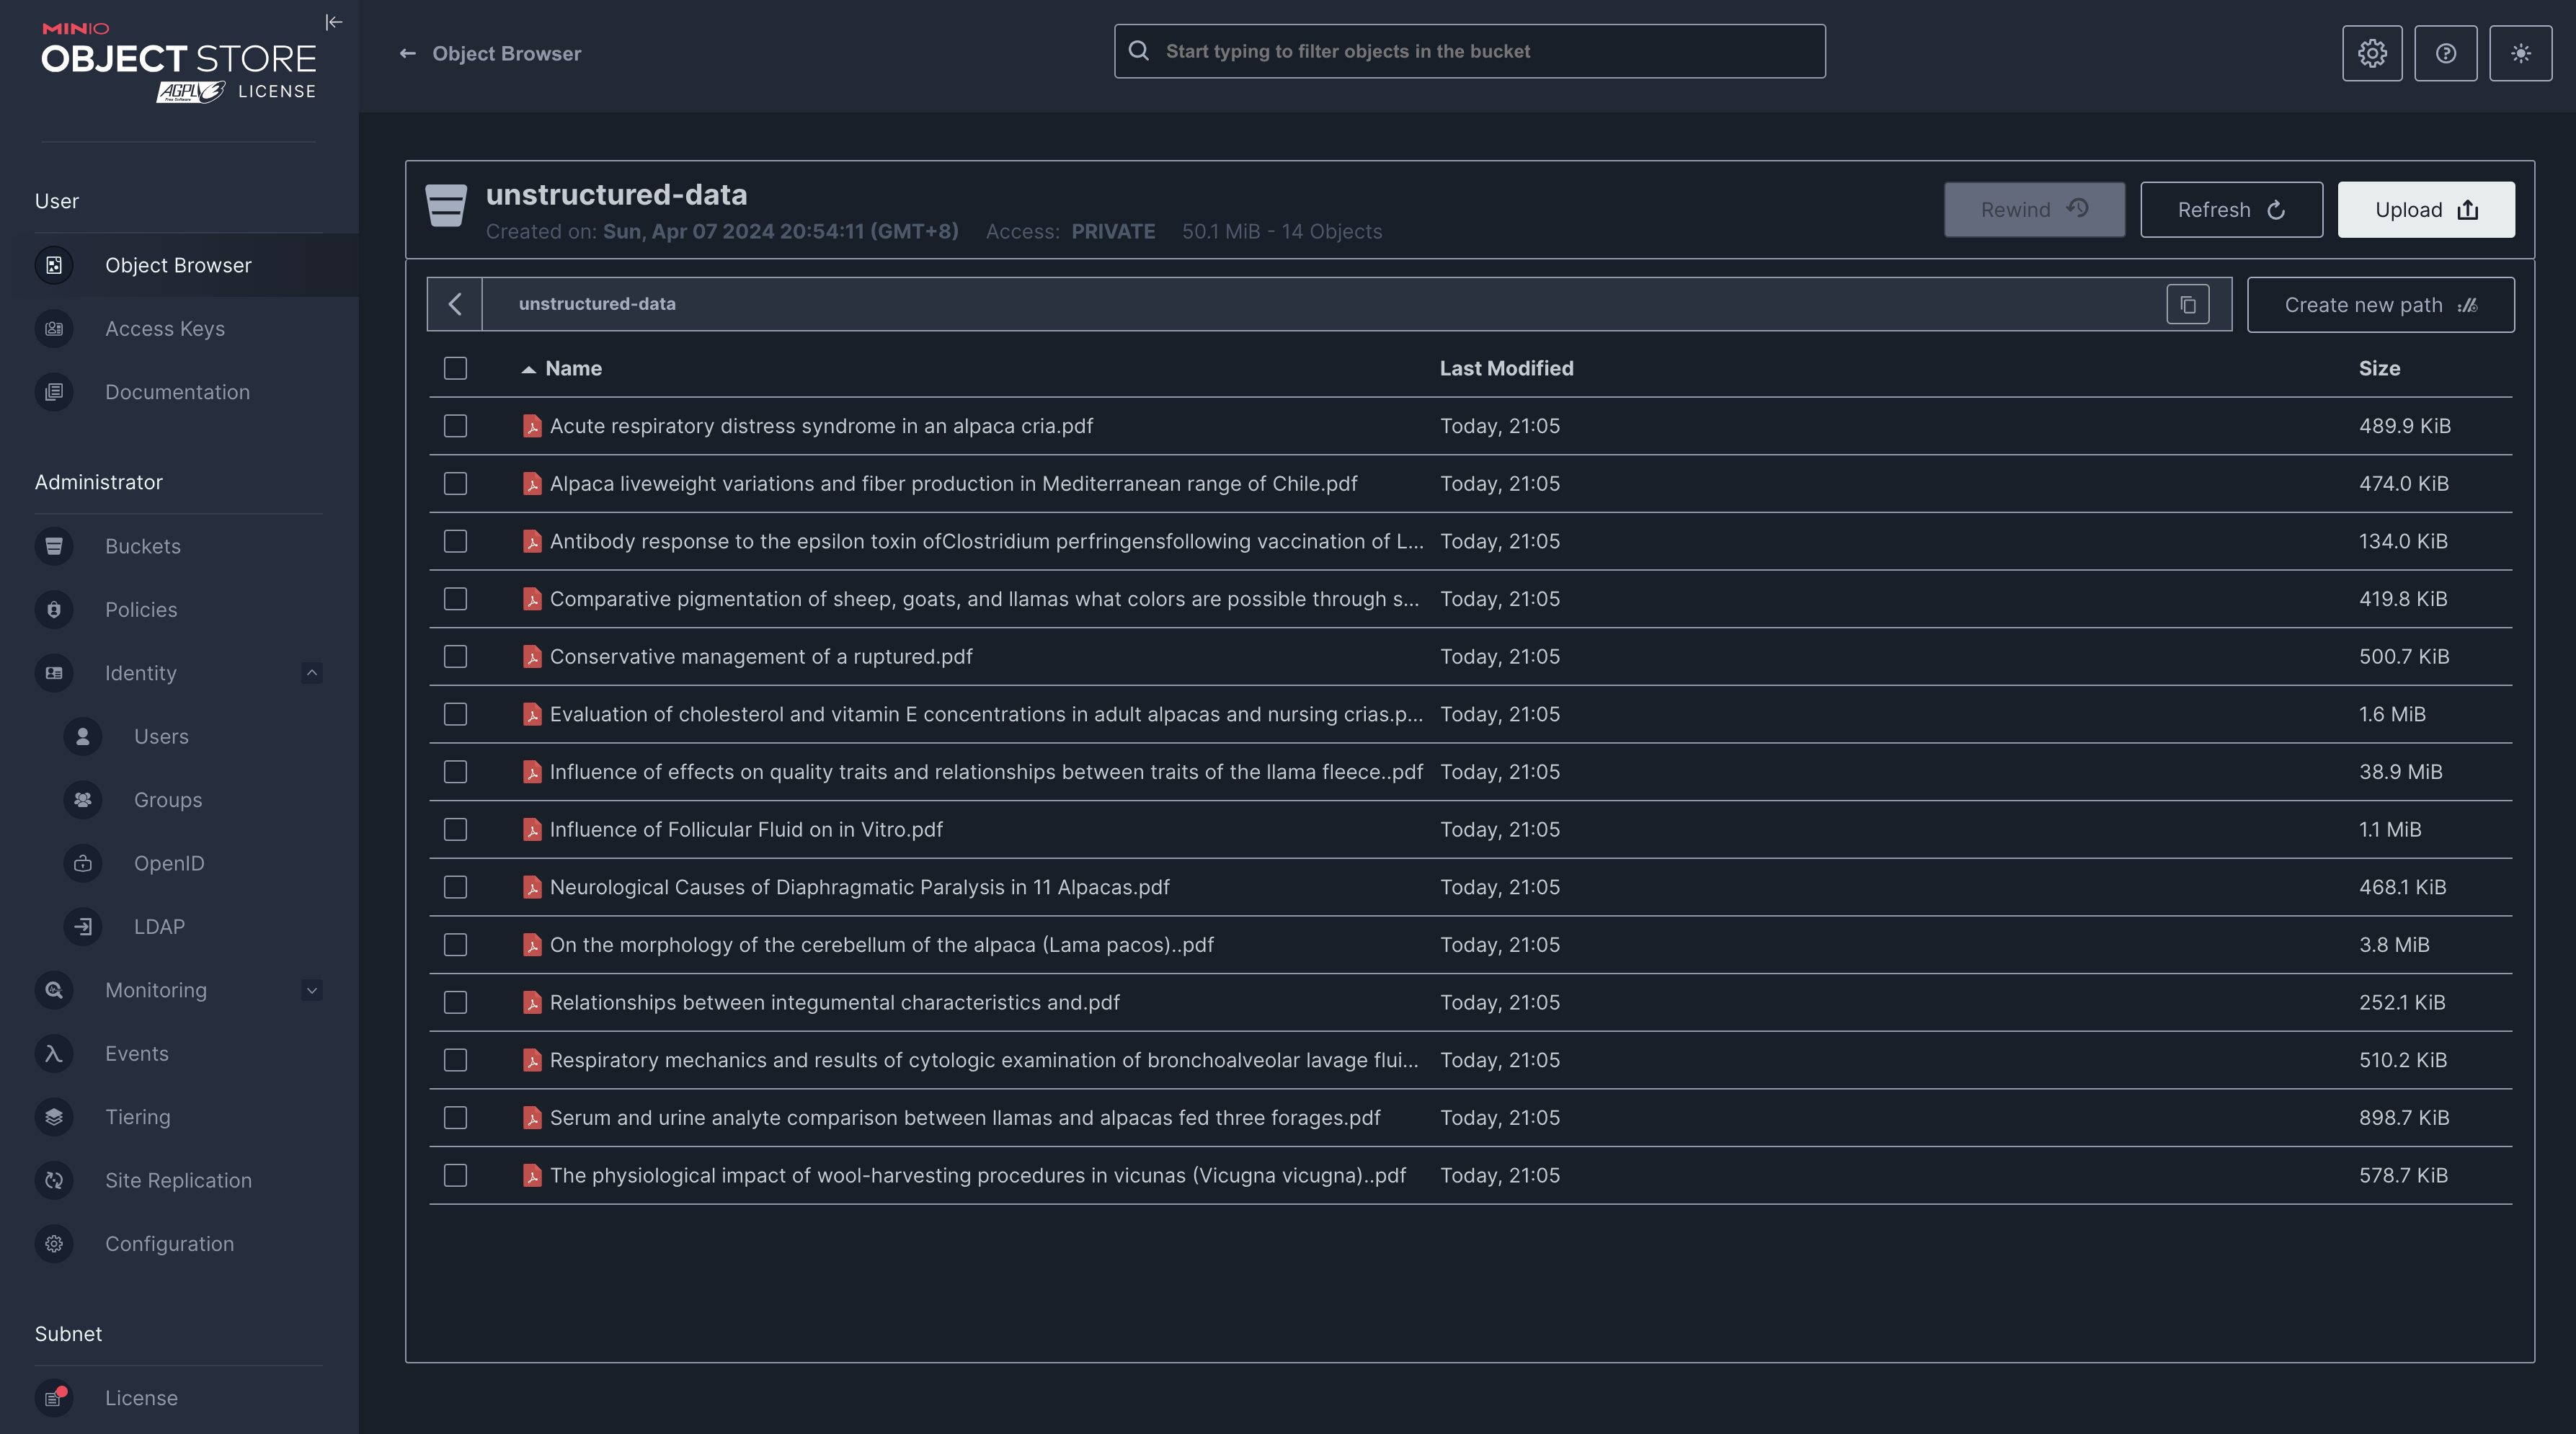 MINIO
OBJECT STORE
AGPLv3 LICENSE
Free Software
User
Object Browser
Access Keys
Documentation
Administrator
Buckets
Policies
Identity
Users
Groups
OpenID
LDAP
Monitoring
Events
Tiering
Site Replication
Configuration
Subnet
License
Object Browser
Start typing to filter objects in the bucket
unstructured-data
Created on: Sun, Apr 07 2024 20:54:11 (GMT+8) Access: PRIVATE 50.1 MiB - 14 Objects
Rewind Refresh Upload
unstructured-data
Create new path
Name Last Modified Size
Acute respiratory distress syndrome in an alpaca cria.pdf Today, 21:05 489.9 KiB
Alpaca liveweight variations and fiber production in Mediterranean range of Chile.pdf Today, 21:05 474.0 KiB
Antibody response to the epsilon toxin ofClostridium perfringensfollowing vaccination of L... Today, 21:05 134.0 KiB
Comparative pigmentation of sheep, goats, and llamas what colors are possible through s... Today, 21:05 419.8 KiB
Conservative management of a ruptured.pdf Today, 21:05 500.7 KiB
Evaluation of cholesterol and vitamin E concentrations in adult alpacas and nursing crias.p... Today, 21:05 1.6 MiB
Influence of effects on quality traits and relationships between traits of the llama fleece..pdf Today, 21:05 38.9 MiB
Influence of Follicular Fluid on in Vitro.pdf Today, 21:05 1.1 MiB
Neurological Causes of Diaphragmatic Paralysis in 11 Alpacas.pdf Today, 21:05 468.1 KiB
On the morphology of the cerebellum of the alpaca (Lama pacos)..pdf Today, 21:05 3.8 MiB
Relationships between integumental characteristics and.pdf Today, 21:05 252.1 KiB
Respiratory mechanics and results of cytologic examination of bronchoalveolar lavage flui... Today, 21:05 510.2 KiB
Serum and urine analyte comparison between llamas and alpacas fed three forages.pdf Today, 21:05 898.7 KiB
The physiological impact of wool-harvesting procedures in vicunas (Vicugna vicugna)..pdf Today, 21:05 578.7 KiB